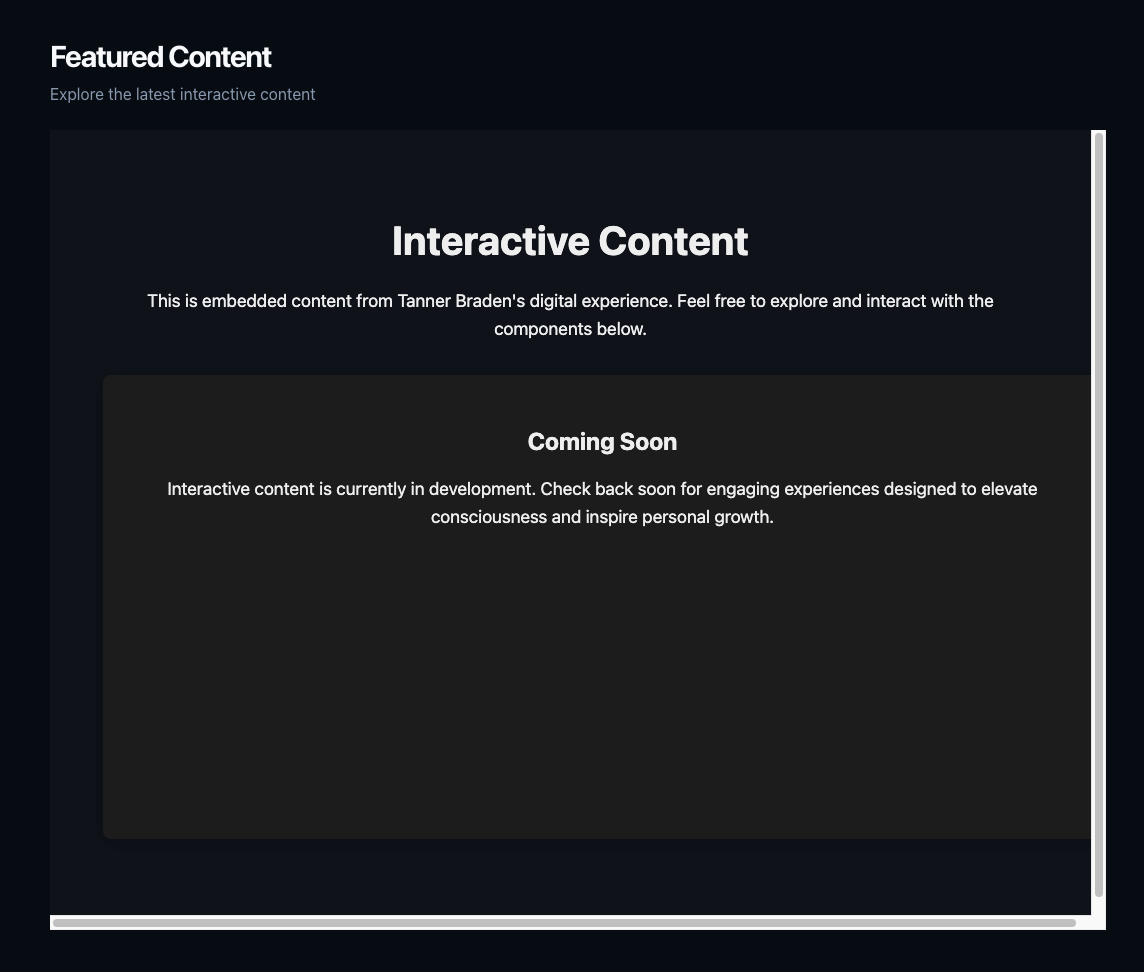 Featured Content
Explore the latest interactive content
Interactive Content
This is embedded content from Tanner Braden's digital experience. Feel free to explore and interact with the
components below.
Coming Soon
Interactive content is currently in development. Check back soon for engaging experiences designed to elevate
consciousness and inspire personal growth.